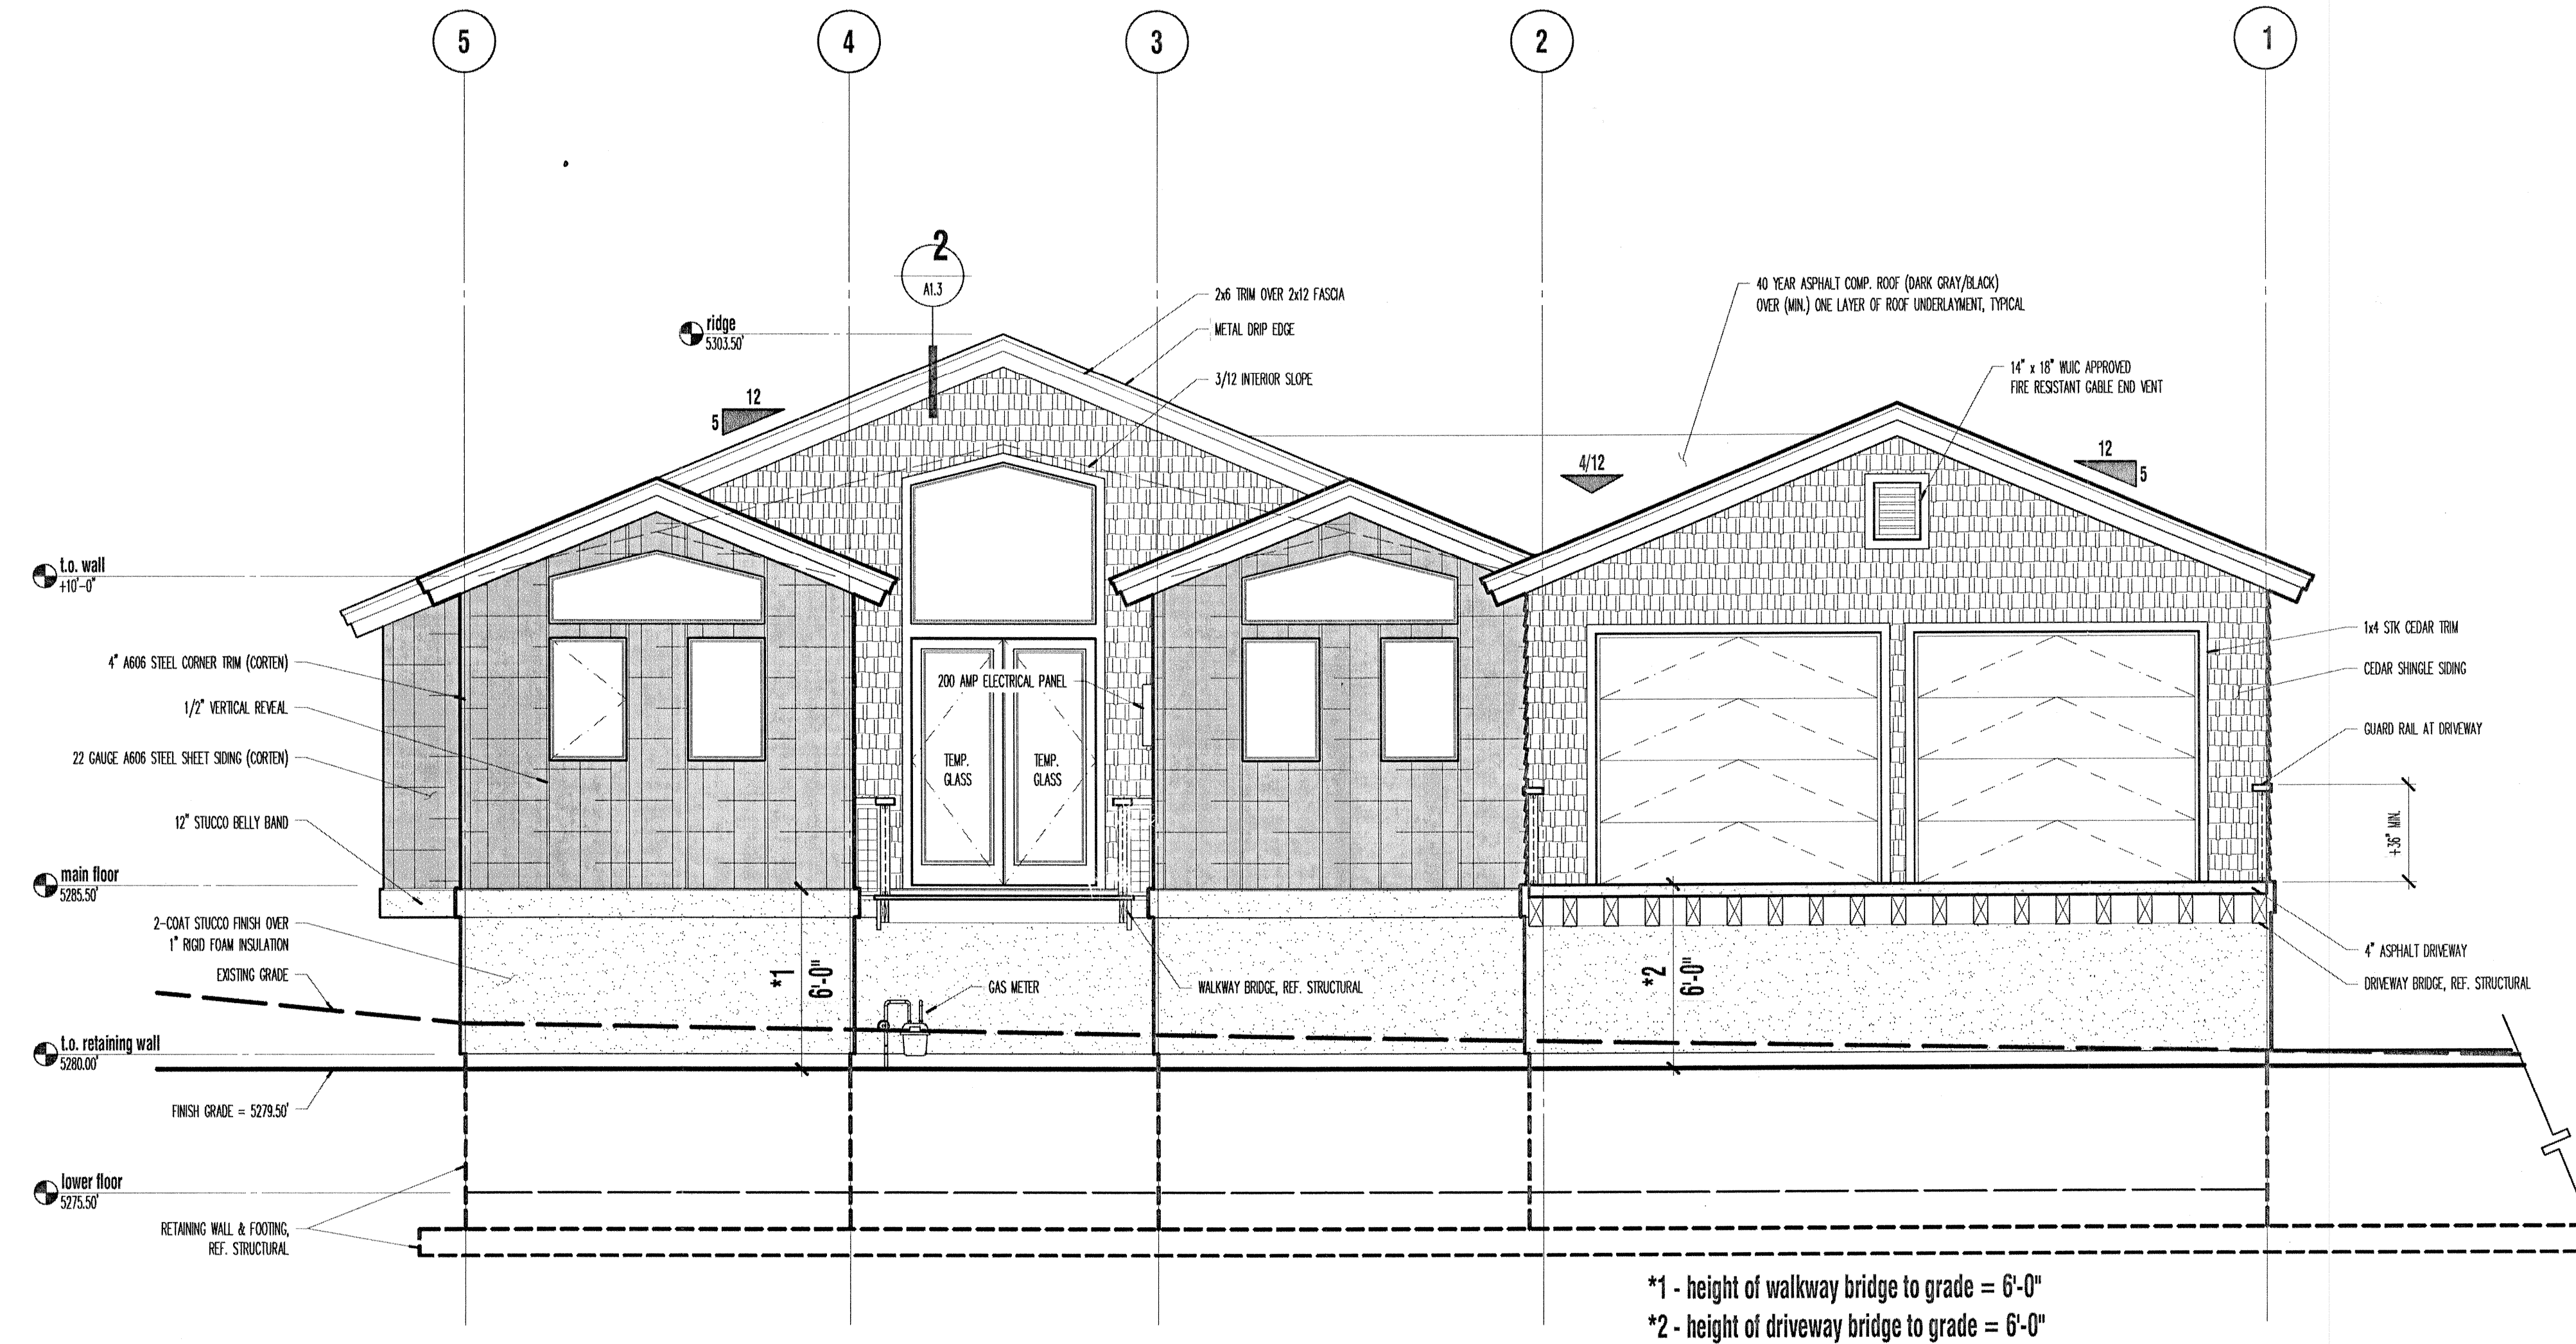 5
4
3
2
1
2
A1.3
ridge
5303.50'
12
5
2x6 TRIM OVER 2x12 FASCIA
METAL DRIP EDGE
3/12 INTERIOR SLOPE
40 YEAR ASPHALT COMP. ROOF (DARK GRAY/BLACK)
OVER (MIN.) ONE LAYER OF ROOF UNDERLAYMENT, TYPICAL
14" x 18" WUIC APPROVED
FIRE RESISTANT GABLE END VENT
4/12
12
5
t.o. wall
+10'-0"
4" A606 STEEL CORNER TRIM (CORTEN)
1/2" VERTICAL REVEAL
22 GAUGE A606 STEEL SHEET SIDING (CORTEN)
12" STUCCO BELLY BAND
main floor
5285.50'
2-COAT STUCCO FINISH OVER
1" RIGID FOAM INSULATION
EXISTING GRADE
t.o. retaining wall
5280.00'
FINISH GRADE = 5279.50'
lower floor
5275.50'
RETAINING WALL & FOOTING,
REF. STRUCTURAL
200 AMP ELECTRICAL PANEL
TEMP.
GLASS
TEMP.
GLASS
*1
6'-0"
GAS METER
WALKWAY BRIDGE, REF. STRUCTURAL
*2
6'-0"
1x4 STK CEDAR TRIM
CEDAR SHINGLE SIDING
GUARD RAIL AT DRIVEWAY
+36" MIN.
4" ASPHALT DRIVEWAY
DRIVEWAY BRIDGE, REF. STRUCTURAL
*1 - height of walkway bridge to grade = 6'-0"
*2 - height of driveway bridge to grade = 6'-0"